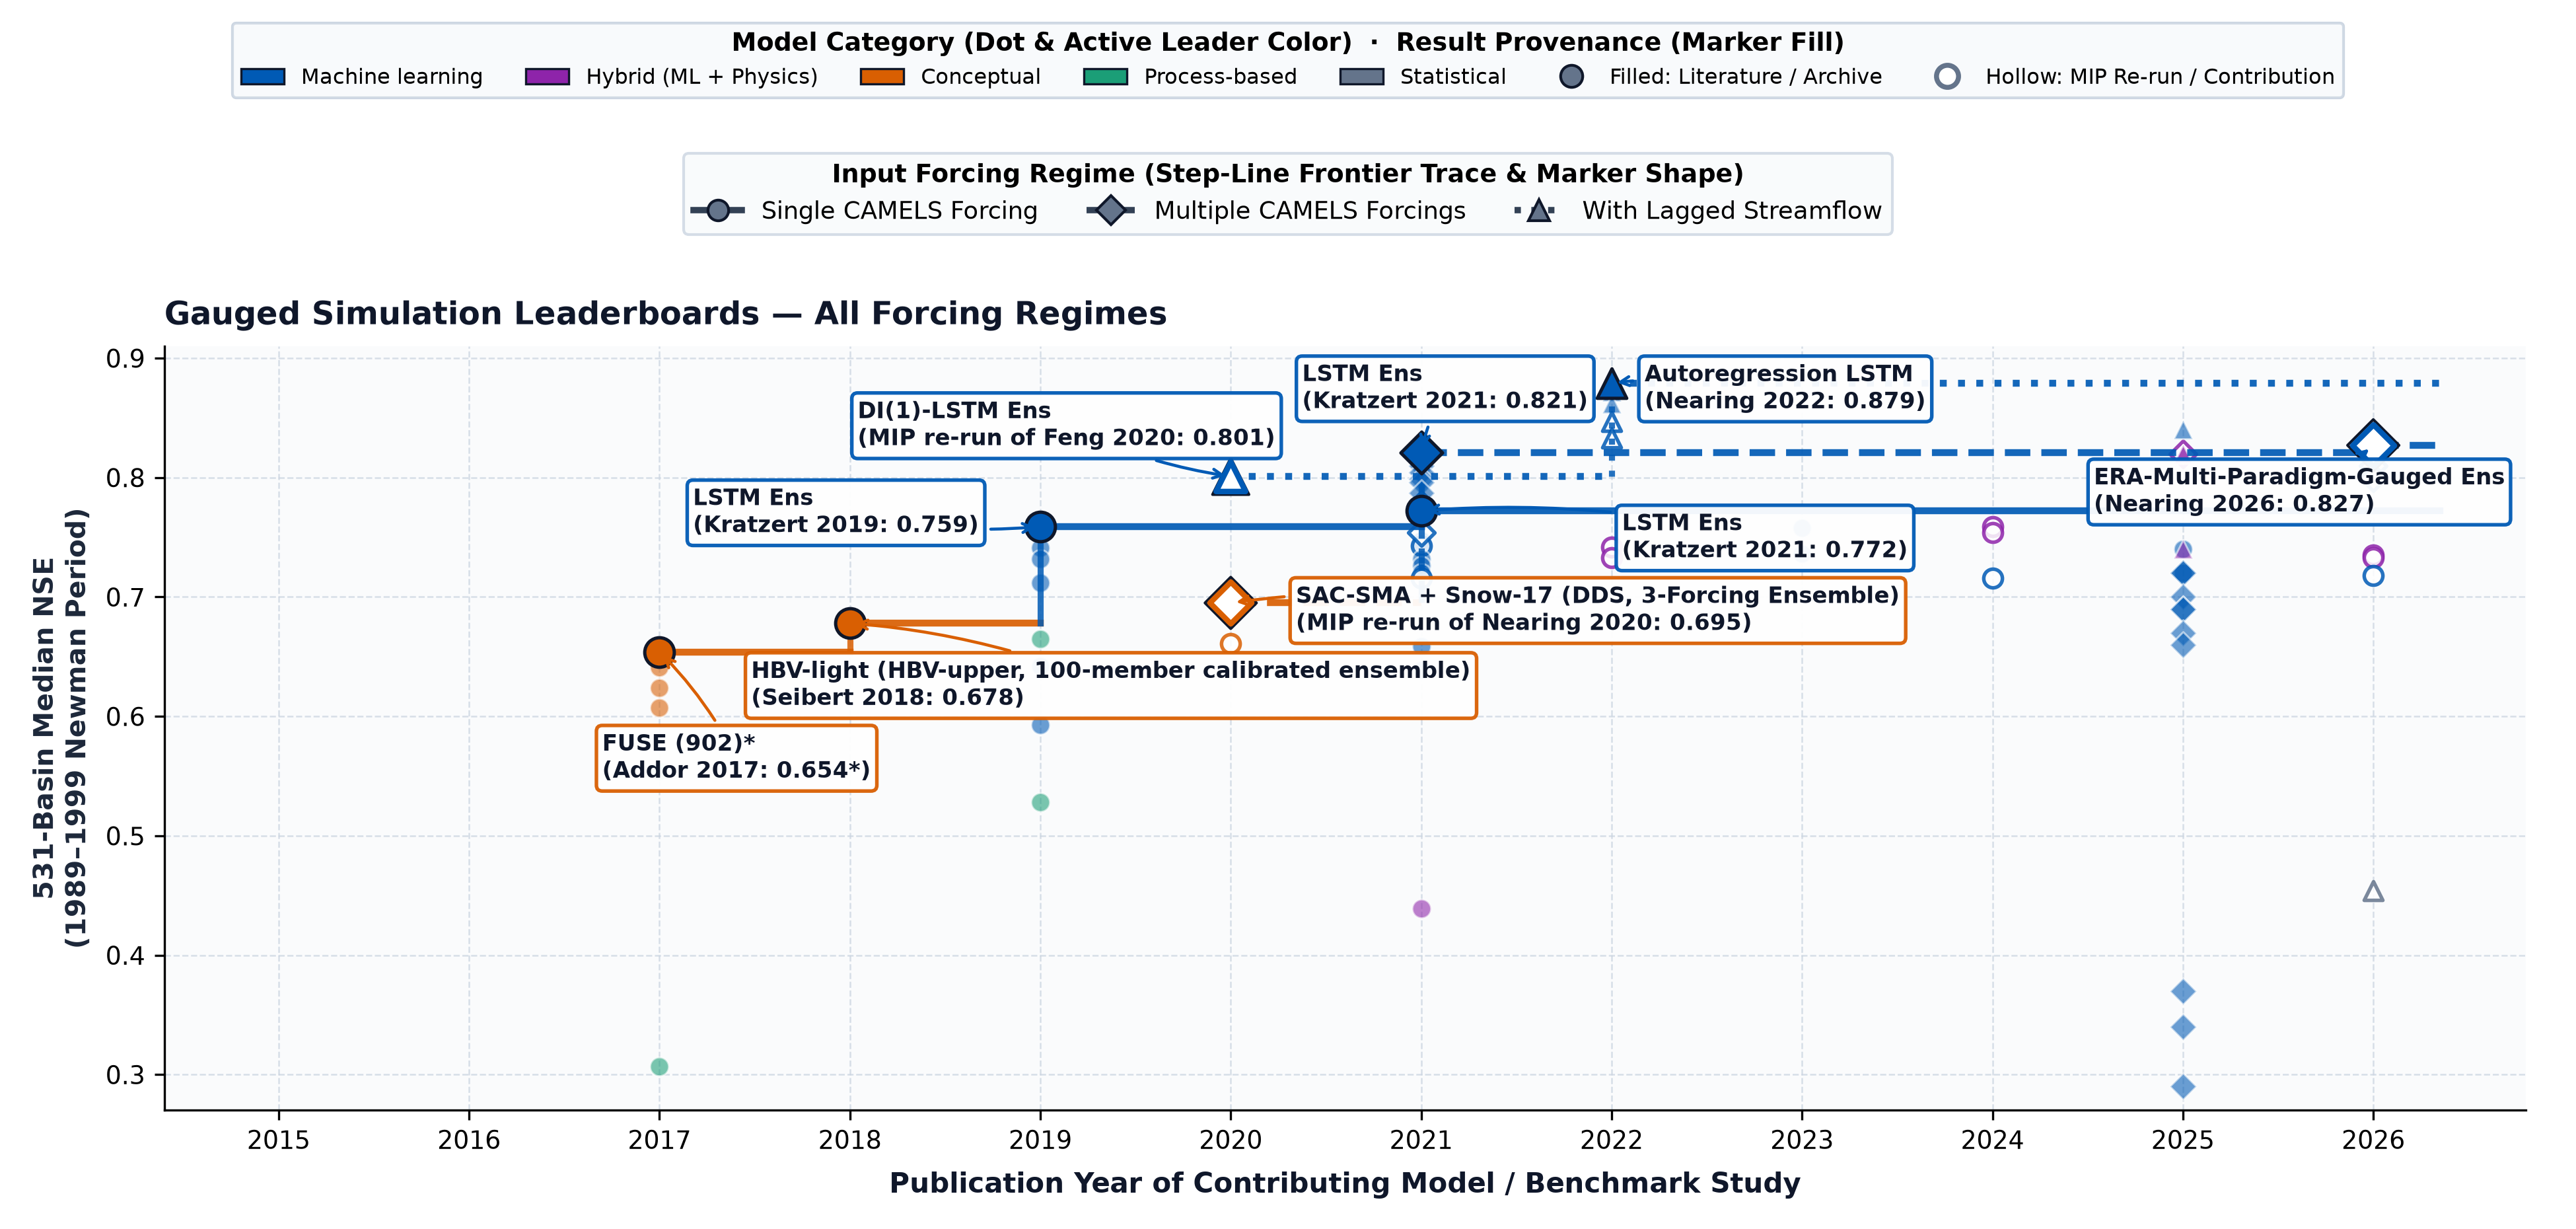 Model Category (Dot & Active Leader Color)  ·  Result Provenance (Marker Fill)
Machine learning
Hybrid (ML + Physics)
Conceptual
Process-based
Statistical
Filled: Literature / Archive
Hollow: MIP Re-run / Contribution
Input Forcing Regime (Step-Line Frontier Trace & Marker Shape)
Single CAMELS Forcing
Multiple CAMELS Forcings
With Lagged Streamflow
Gauged Simulation Leaderboards — All Forcing Regimes
531-Basin Median NSE
(1989–1999 Newman Period)
0.9
0.8
0.7
0.6
0.5
0.4
0.3
LSTM Ens
(Kratzert 2021: 0.821)
Autoregression LSTM
(Nearing 2022: 0.879)
DI(1)-LSTM Ens
(MIP re-run of Feng 2020: 0.801)
ERA-Multi-Paradigm-Gauged Ens
(Nearing 2026: 0.827)
LSTM Ens
(Kratzert 2019: 0.759)
LSTM Ens
(Kratzert 2021: 0.772)
SAC-SMA + Snow-17 (DDS, 3-Forcing Ensemble)
(MIP re-run of Nearing 2020: 0.695)
HBV-light (HBV-upper, 100-member calibrated ensemble)
(Seibert 2018: 0.678)
FUSE (902)*
(Addor 2017: 0.654*)
2015
2016
2017
2018
2019
2020
2021
2022
2023
2024
2025
2026
Publication Year of Contributing Model / Benchmark Study